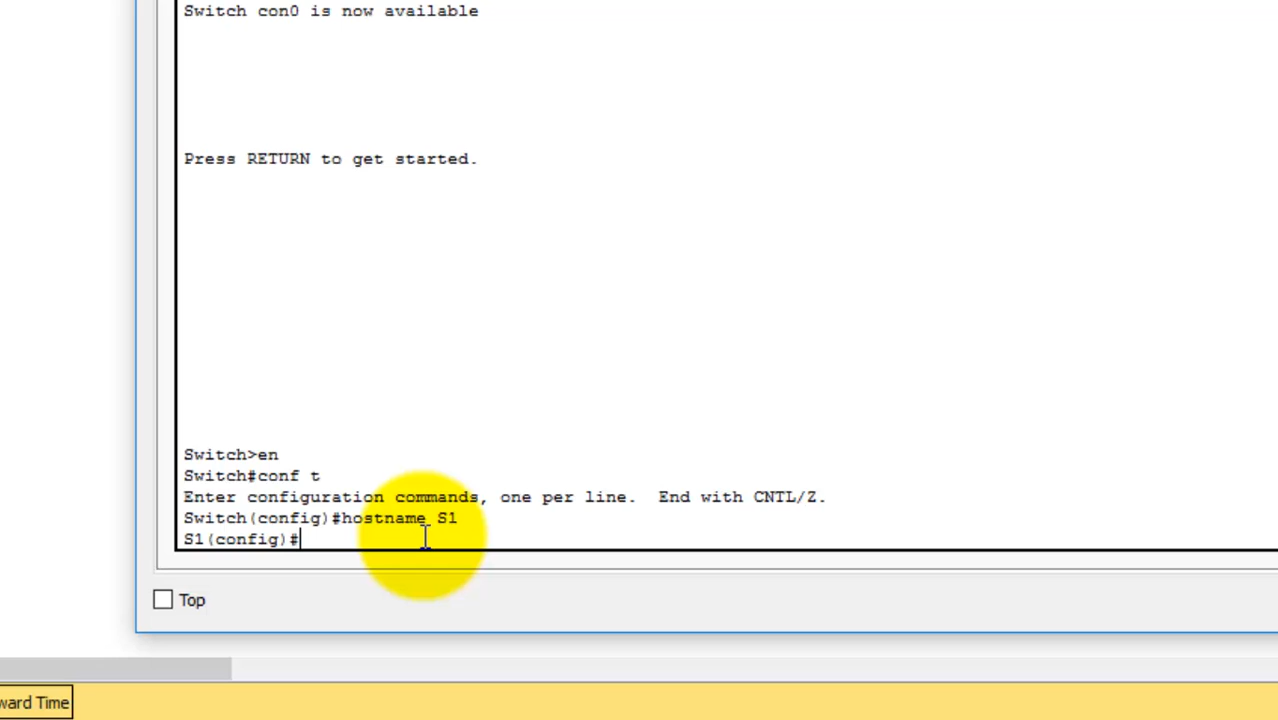 Switch con0 is now available
Press RETURN to get started.
Switch>en
Switch#conf t
Enter configuration commands, one per line.  End with CNTL/Z.
Switch(config)#hostname S1
S1(config)#
Top
ward Time